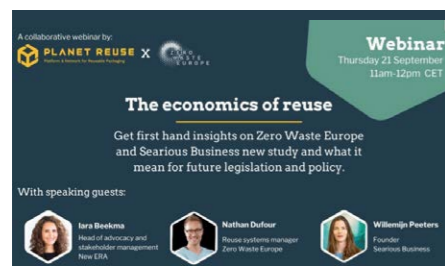 A collaborative webinar by:
PLANET REUSE
Platform & Network for Reusable Packaging
X
ZERO
WASTE
EUROPE
Webinar
Thursday 21 September
11am-12pm CET
The economics of reuse
Get first hand insights on Zero Waste Europe
and Searious Business new study and what it
mean for future legislation and policy.
With speaking guests:
Iara Beekma
Head of advocacy and
stakeholder management
New ERA
Nathan Dufour
Reuse systems manager
Zero Waste Europe
Willemijn Peeters
Founder
Searious Business